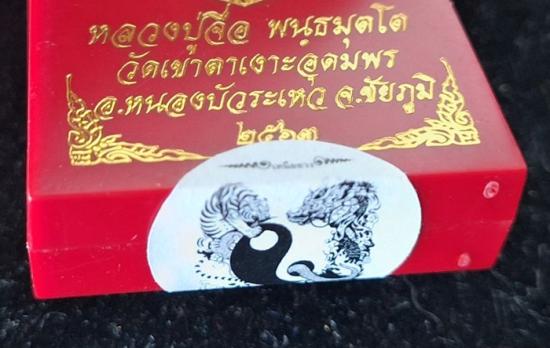 หลวงปู่จื่อ พนฺธมุตฺโต
วัดเขาตาเงาะอุดมพร
อ.หนองบัวระเหว จ.ชัยภูมิ
๒๕๖๓